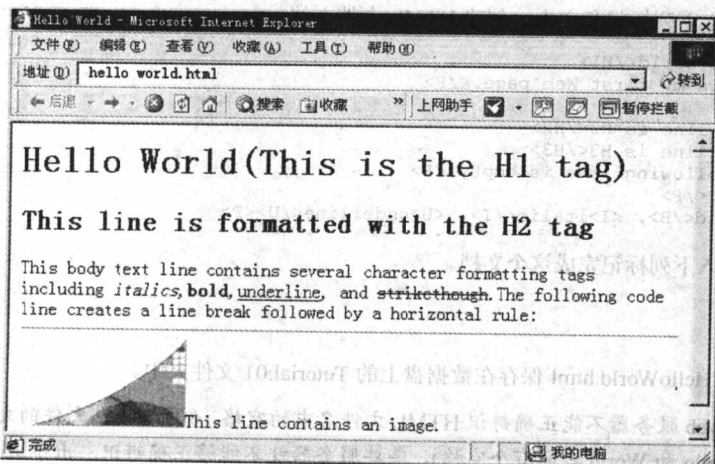 Hello World - Microsoft Internet Explorer
文件(F) 编辑(E) 查看(V) 收藏(A) 工具(T) 帮助(H)
地址(D) hello world.html 转到
后退 搜索 收藏 » 上网助手 暂停拦截
Hello World(This is the H1 tag)
This line is formatted with the H2 tag
This body text line contains several character formatting tags
including italics, bold, underline, and strikethough. The following code
line creates a line break followed by a horizontal rule:
This line contains an image.
完成 我的电脑